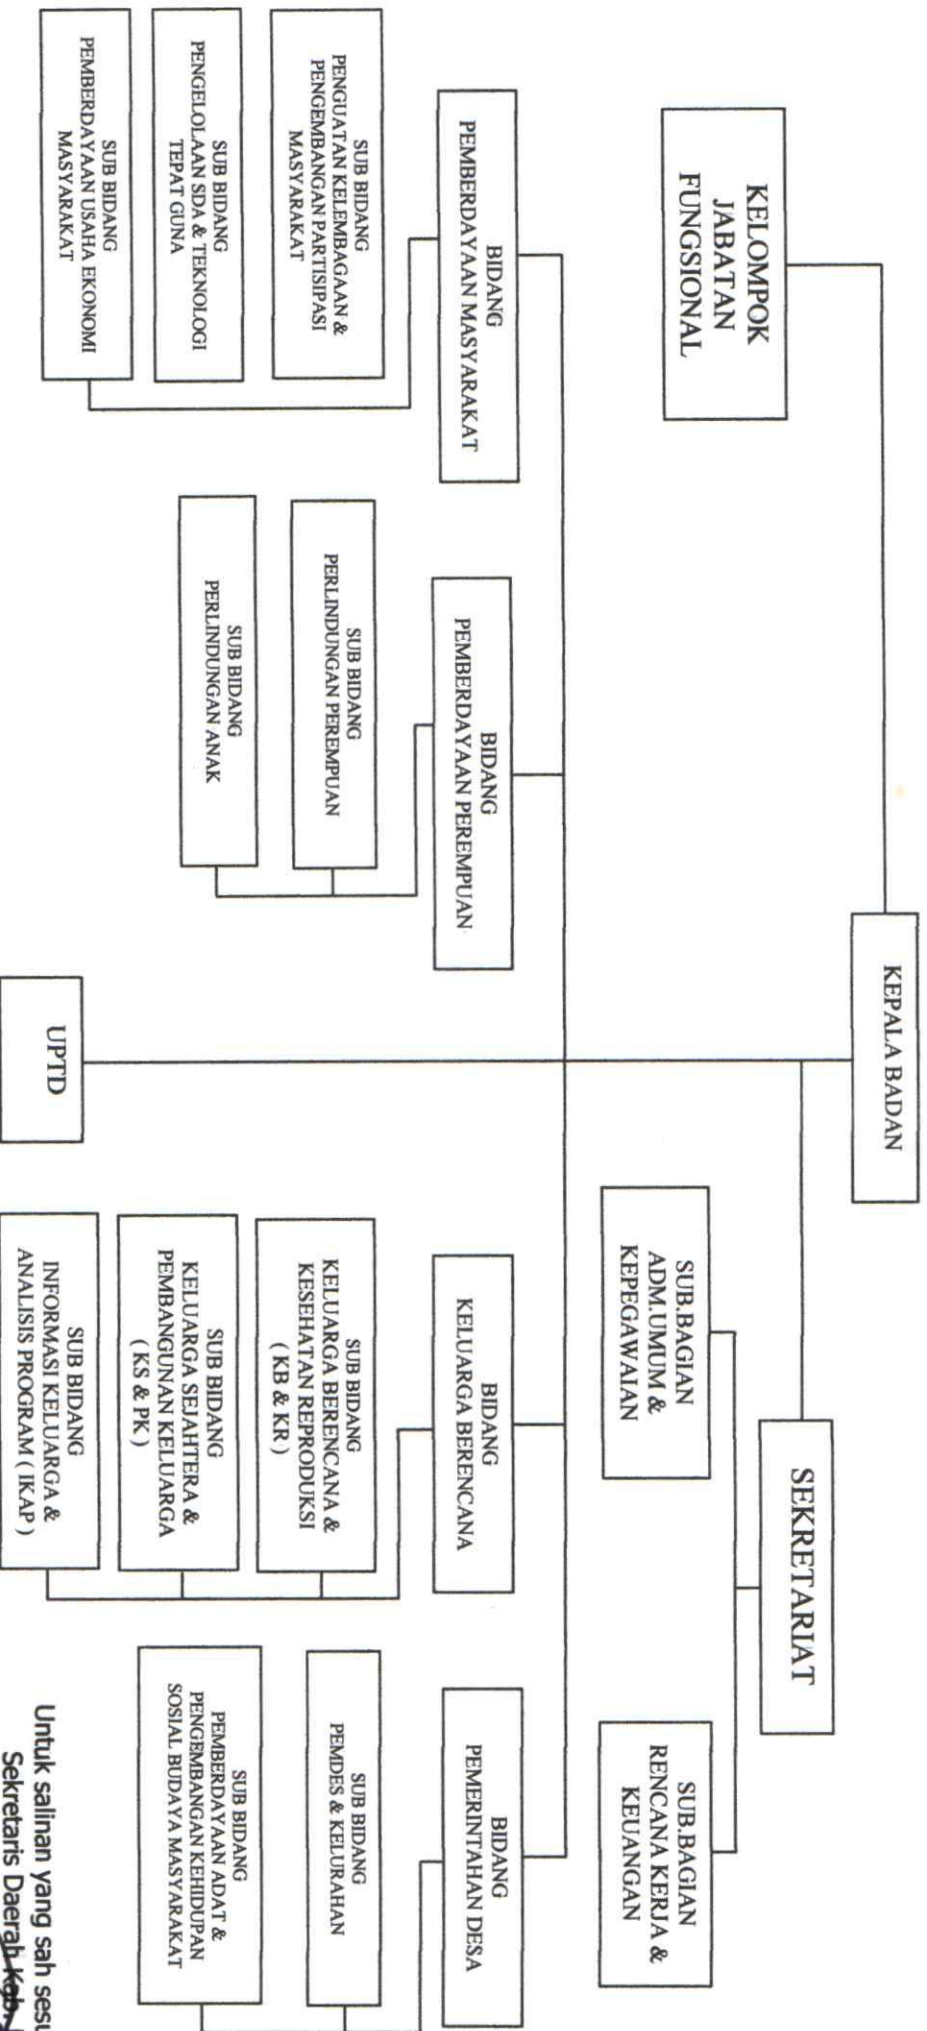 KEPALA BADAN
KELOMPOK
JABATAN
FUNGSIONAL
SEKRETARIAT
SUB.BAGIAN
ADM.UMUM &
KEPEGAWAIAN
SUB.BAGIAN
RENCANA KERJA &
KEUANGAN
BIDANG
PEMBERDAYAAN MASYARAKAT
BIDANG
PEMBERDAYAAN PEREMPUAN
BIDANG
KELUARGA BERENCANA
BIDANG
PEMERINTAHAN DESA
SUB BIDANG
PENGUATAN KELEMBAGAAN &
PENGEMBANGAN PARTISIPASI
MASYARAKAT
SUB BIDANG
PENGELOLAAN SDA & TEKNOLOGI
TEPAT GUNA
SUB BIDANG
PEMBERDAYAAN USAHA EKONOMI
MASYARAKAT
SUB BIDANG
PERLINDUNGAN PEREMPUAN
SUB BIDANG
PERLINDUNGAN ANAK
SUB BIDANG
KELUARGA BERENCANA &
KESEHATAN REPRODUKSI
( KB & KR )
SUB BIDANG
KELUARGA SEJAHTERA &
PEMBANGUNAN KELUARGA
( KS & PK )
SUB BIDANG
INFORMASI KELUARGA &
ANALISIS PROGRAM ( IKAP )
SUB BIDANG
PEMDES & KELURAHAN
SUB BIDANG
PEMBERDAYAAN ADAT &
PENGEMBANGAN KEHIDUPAN
SOSIAL BUDAYA MASYARAKAT
UPTD
Untuk salinan yang sah
Sekretaris Daerah Kab.